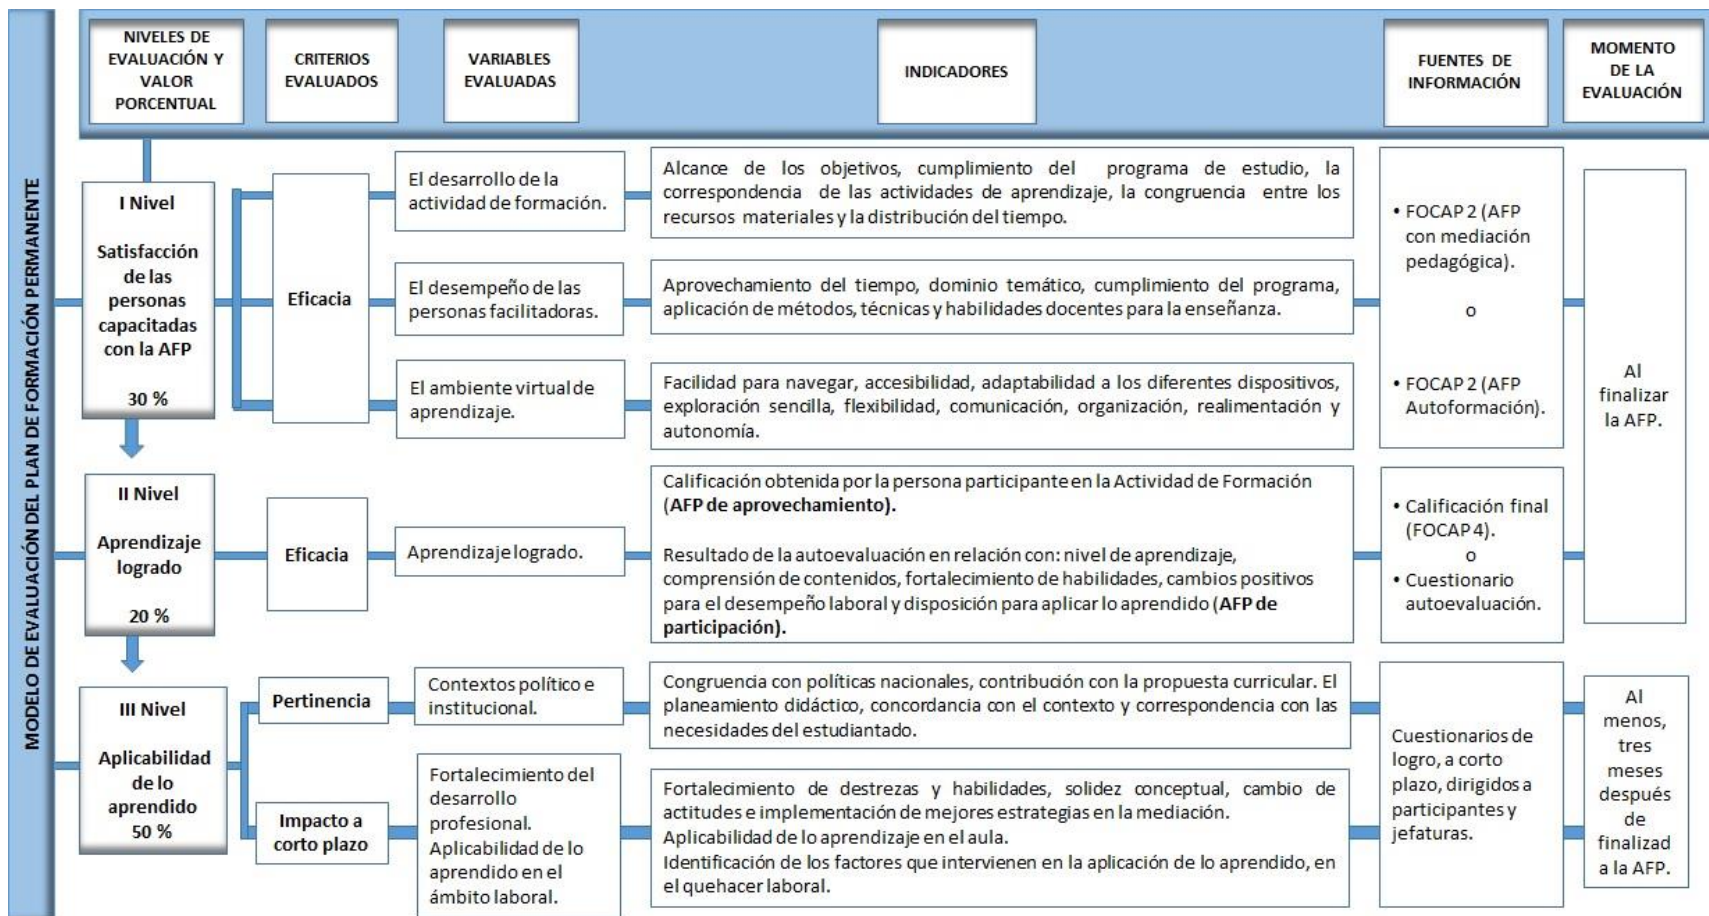 MODELO DE EVALUACIÓN DEL PLAN DE FORMACIÓN PERMANENTE
NIVELES DE
EVALUACIÓN Y
VALOR
PORCENTUAL
CRITERIOS
EVALUADOS
VARIABLES
EVALUADAS
INDICADORES
FUENTES DE
INFORMACIÓN
MOMENTO
DE LA
EVALUACIÓN
I Nivel
Satisfacción
de las
personas
capacitadas
con la AFP
30 %
Eficacia
El desarrollo de la
actividad de formación.
Alcance de los objetivos, cumplimiento del programa de estudio, la
correspondencia de las actividades de aprendizaje, la congruencia entre los
recursos materiales y la distribución del tiempo.
El desempeño de las
personas facilitadoras.
Aprovechamiento del tiempo, dominio temático, cumplimiento del programa,
aplicación de métodos, técnicas y habilidades docentes para la enseñanza.
El ambiente virtual de
aprendizaje.
Facilidad para navegar, accesibilidad, adaptabilidad a los diferentes dispositivos,
exploración sencilla, flexibilidad, comunicación, organización, realimentación y
autonomía.
• FOCAP 2 (AFP
con mediación
pedagógica).
o
• FOCAP 2 (AFP
Autoformación).
Al
finalizar
la AFP.
II Nivel
Aprendizaje
logrado
20 %
Eficacia
Aprendizaje logrado.
Calificación obtenida por la persona participante en la Actividad de Formación
(AFP de aprovechamiento).
Resultado de la autoevaluación en relación con: nivel de aprendizaje,
comprensión de contenidos, fortalecimiento de habilidades, cambios positivos
para el desempeño laboral y disposición para aplicar lo aprendido (AFP de
participación).
• Calificación final
(FOCAP 4).
o
• Cuestionario
autoevaluación.
III Nivel
Aplicabilidad
de lo
aprendido
50 %
Pertinencia
Contextos político e
institucional.
Congruencia con políticas nacionales, contribución con la propuesta curricular. El
planeamiento didáctico, concordancia con el contexto y correspondencia con las
necesidades del estudiantado.
Impacto a
corto plazo
Fortalecimiento del
desarrollo
profesional.
Aplicabilidad de lo
aprendido en el
ámbito laboral.
Fortalecimiento de destrezas y habilidades, solidez conceptual, cambio de
actitudes e implementación de mejores estrategias en la mediación.
Aplicabilidad de lo aprendizaje en el aula.
Identificación de los factores que intervienen en la aplicación de lo aprendido, en
el quehacer laboral.
Cuestionarios de
logro, a corto
plazo, dirigidos a
participantes y
jefaturas.
Al
menos,
tres
meses
después
de
finalizad
a la AFP.